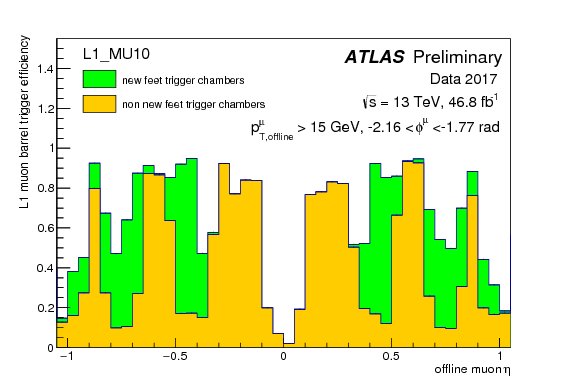 L1_MU10
ATLAS Preliminary
new feet trigger chambers
Data 2017
non new feet trigger chambers
√s = 13 TeV, 46.8 fb⁻¹
p^μ_T,offline > 15 GeV, -2.16 <ϕ^μ <-1.77 rad
L1 muon barrel trigger efficiency
1.4
1.2
1
0.8
0.6
0.4
0.2
0
−1 −0.5 0 0.5 1
offline muon η